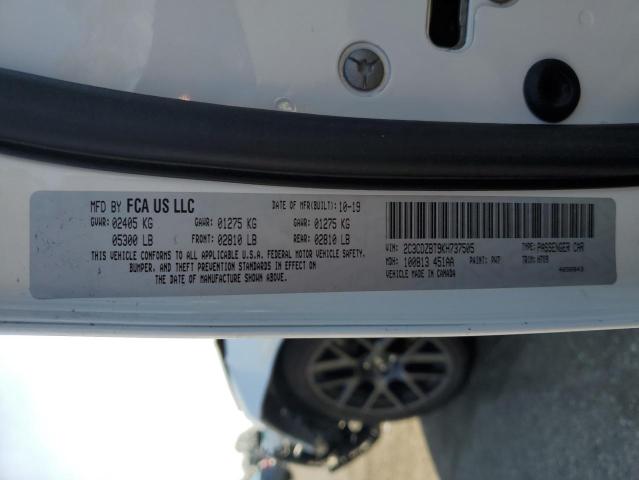 MFD BY FCA US LLC
DATE OF MFR(BUILT): 10-19
GVWR: 02405 KG GAWR: 01275 KG GAWR: 01275 KG
05300 LB FRONT: 02810 LB REAR: 02810 LB
THIS VEHICLE CONFORMS TO ALL APPLICABLE U.S.A. FEDERAL MOTOR VEHICLE SAFETY,
BUMPER, AND THEFT PREVENTION STANDARDS IN EFFECT ON
THE DATE OF MANUFACTURE SHOWN ABOVE.
VIN: 2C3CDZBT9KH737505 TYPE: PASSENGER CAR
MDH: 100813 451AA PAINT: PW7 TRIM:
VEHICLE MADE IN CANADA